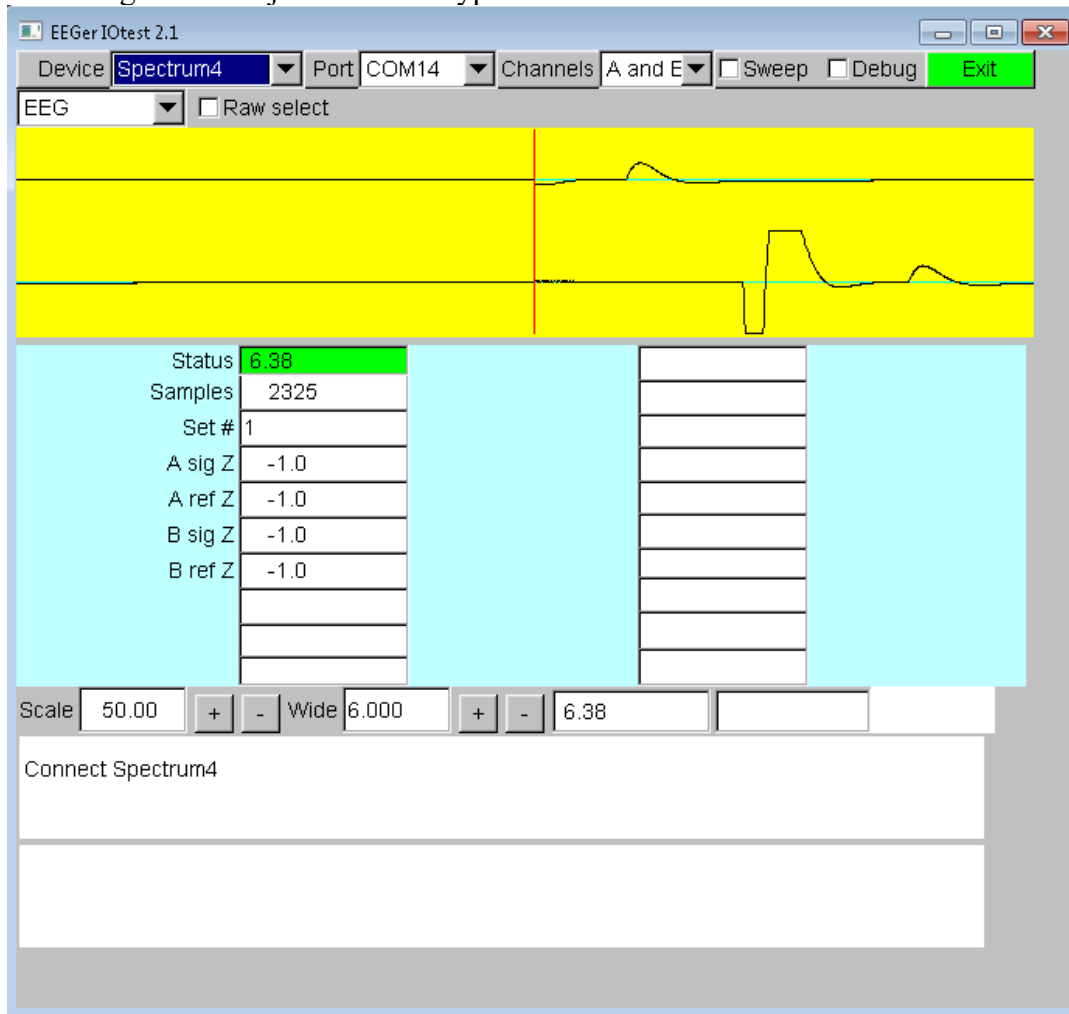 EEGer IOtest 2.1
Device Spectrum4 Port COM14 Channels A and E Sweep Debug Exit
EEG Raw select
Status 6.38
Samples 2325
Set # 1
A sig Z -1.0
A ref Z -1.0
B sig Z -1.0
B ref Z -1.0
Scale 50.00 + - Wide 6.000 + - 6.38
Connect Spectrum4